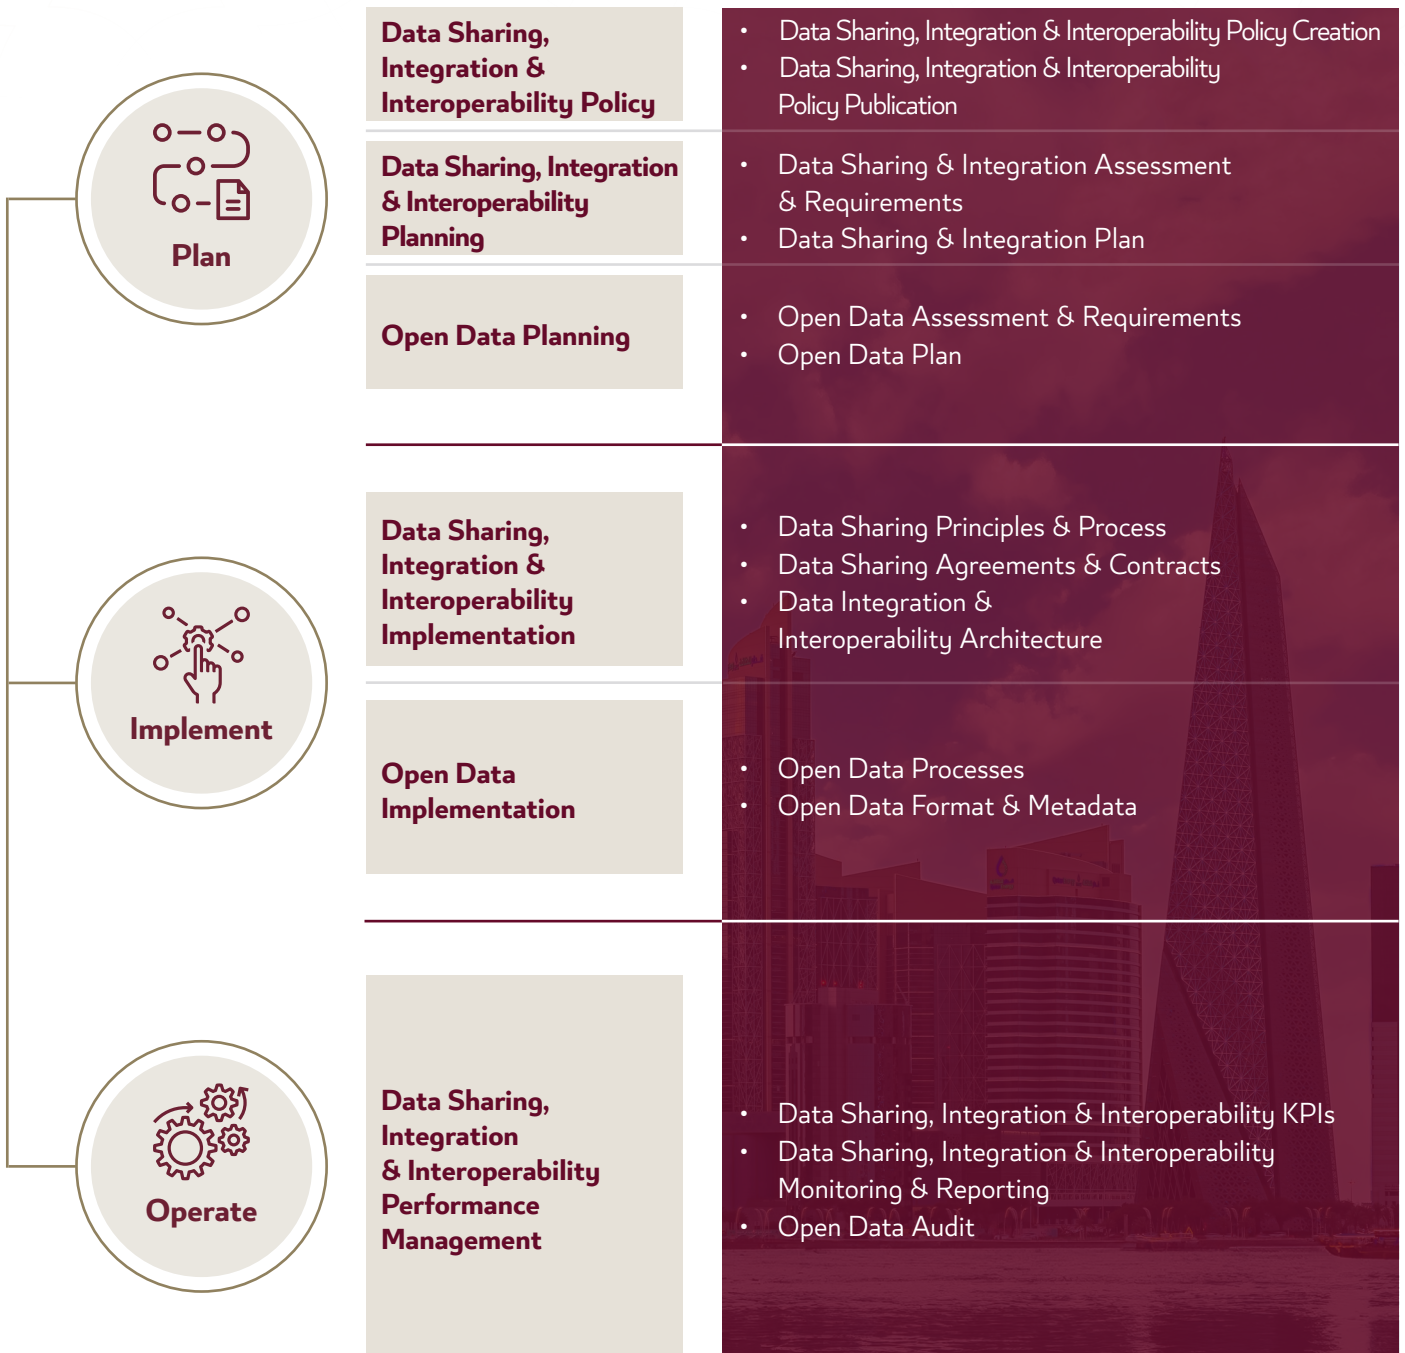 Plan
Data Sharing,
Integration &
Interoperability Policy
• Data Sharing, Integration & Interoperability Policy Creation
• Data Sharing, Integration & Interoperability
Policy Publication
Data Sharing, Integration
& Interoperability
Planning
• Data Sharing & Integration Assessment
& Requirements
• Data Sharing & Integration Plan
Open Data Planning
• Open Data Assessment & Requirements
• Open Data Plan
Implement
Data Sharing,
Integration &
Interoperability
Implementation
• Data Sharing Principles & Process
• Data Sharing Agreements & Contracts
• Data Integration &
Interoperability Architecture
Open Data
Implementation
• Open Data Processes
• Open Data Format & Metadata
Operate
Data Sharing,
Integration
& Interoperability
Performance
Management
• Data Sharing, Integration & Interoperability KPIs
• Data Sharing, Integration & Interoperability
Monitoring & Reporting
• Open Data Audit